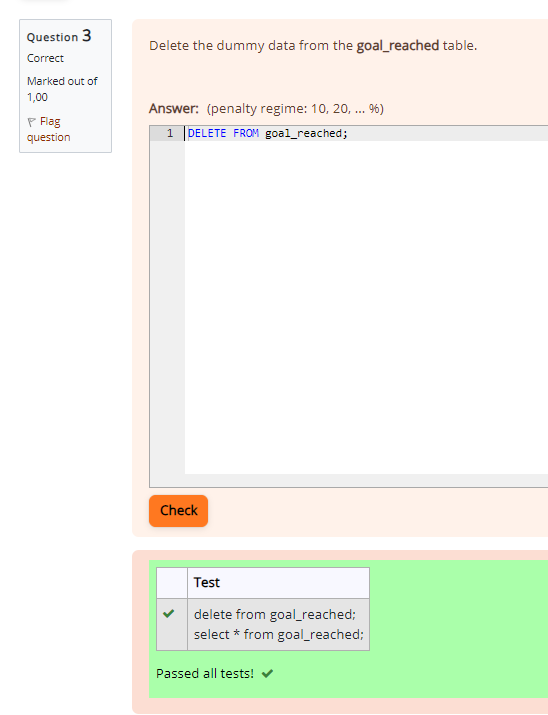 Question 3
Correct
Marked out of
1,00
Flag
question
Delete the dummy data from the goal_reached table.
Answer: (penalty regime: 10, 20, ... %)
1 DELETE FROM goal_reached;
Check
Test
delete from goal_reached;
select * from goal_reached;
Passed all tests!